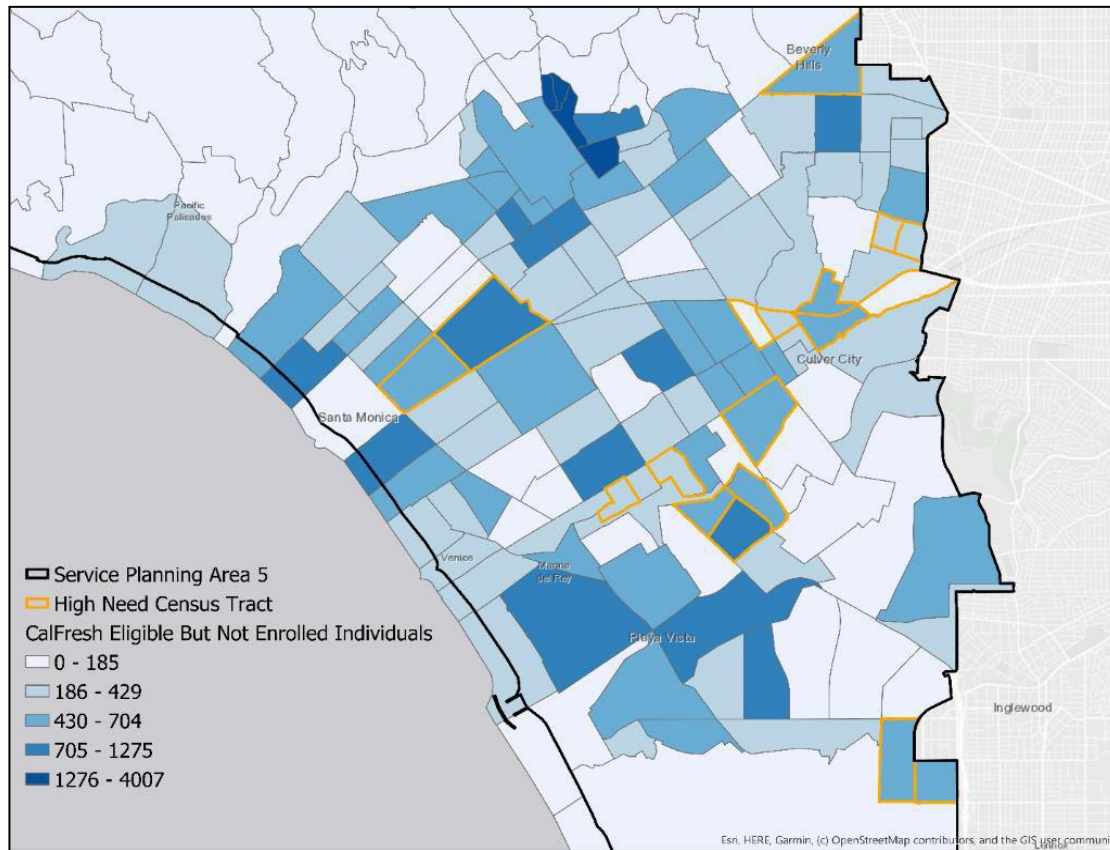 Beverly
Hills
Pacific
Palisades
Culver City
Santa Monica
Venice
Marina
del Rey
Playa Vista
Inglewood
Service Planning Area 5
High Need Census Tract
CalFresh Eligible But Not Enrolled Individuals
0 - 185
186 - 429
430 - 704
705 - 1275
1276 - 4007
Esri, HERE, Garmin, (c) OpenStreetMap contributors, and the GIS user communi
Lennox